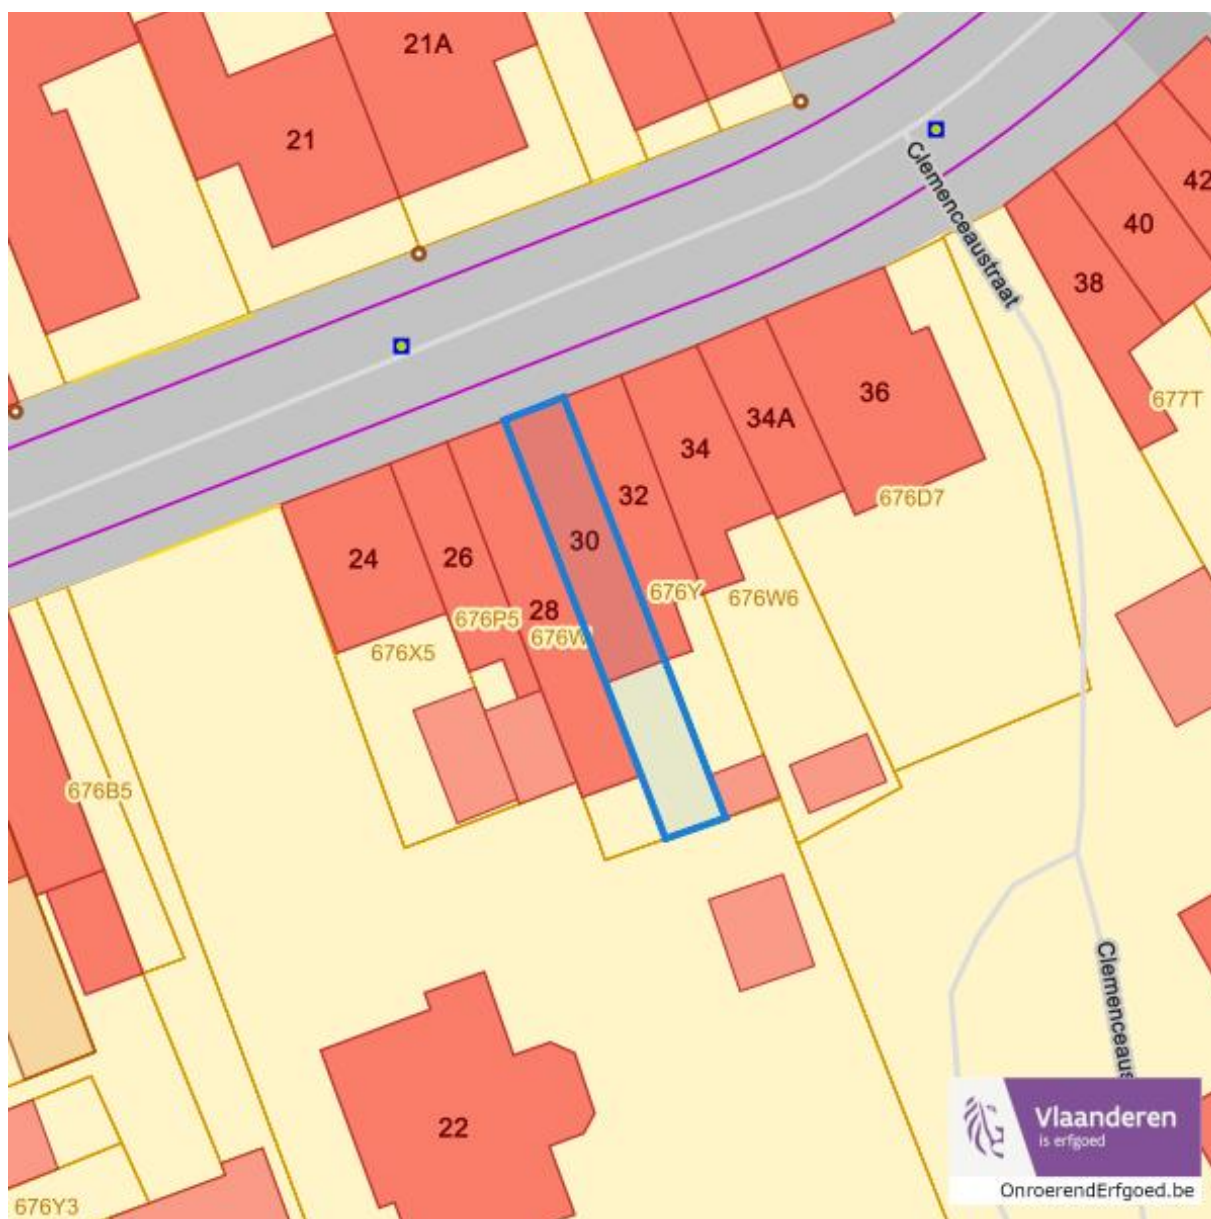 21A
21
Clemenceaustraat
42
40
38
36
677T
34A
34
32
676D7
30
24
26
28
676Y
676W6
676P5
676W
676X5
676B5
22
Clemenceaus
676Y3
Vlaanderen
is erfgoed
OnroerendErfgoed.be